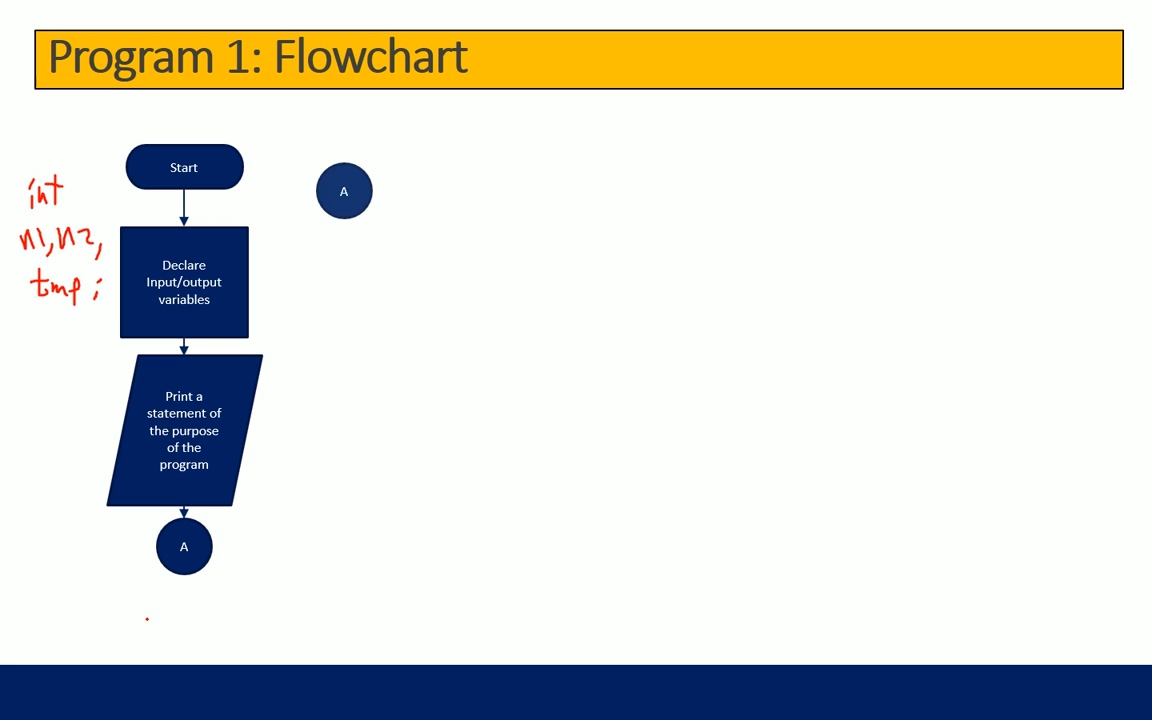 Program 1: Flowchart
Start
A
int
n1,n2,
tmp;
Declare
Input/output
variables
Print a
statement of
the purpose
of the
program
A